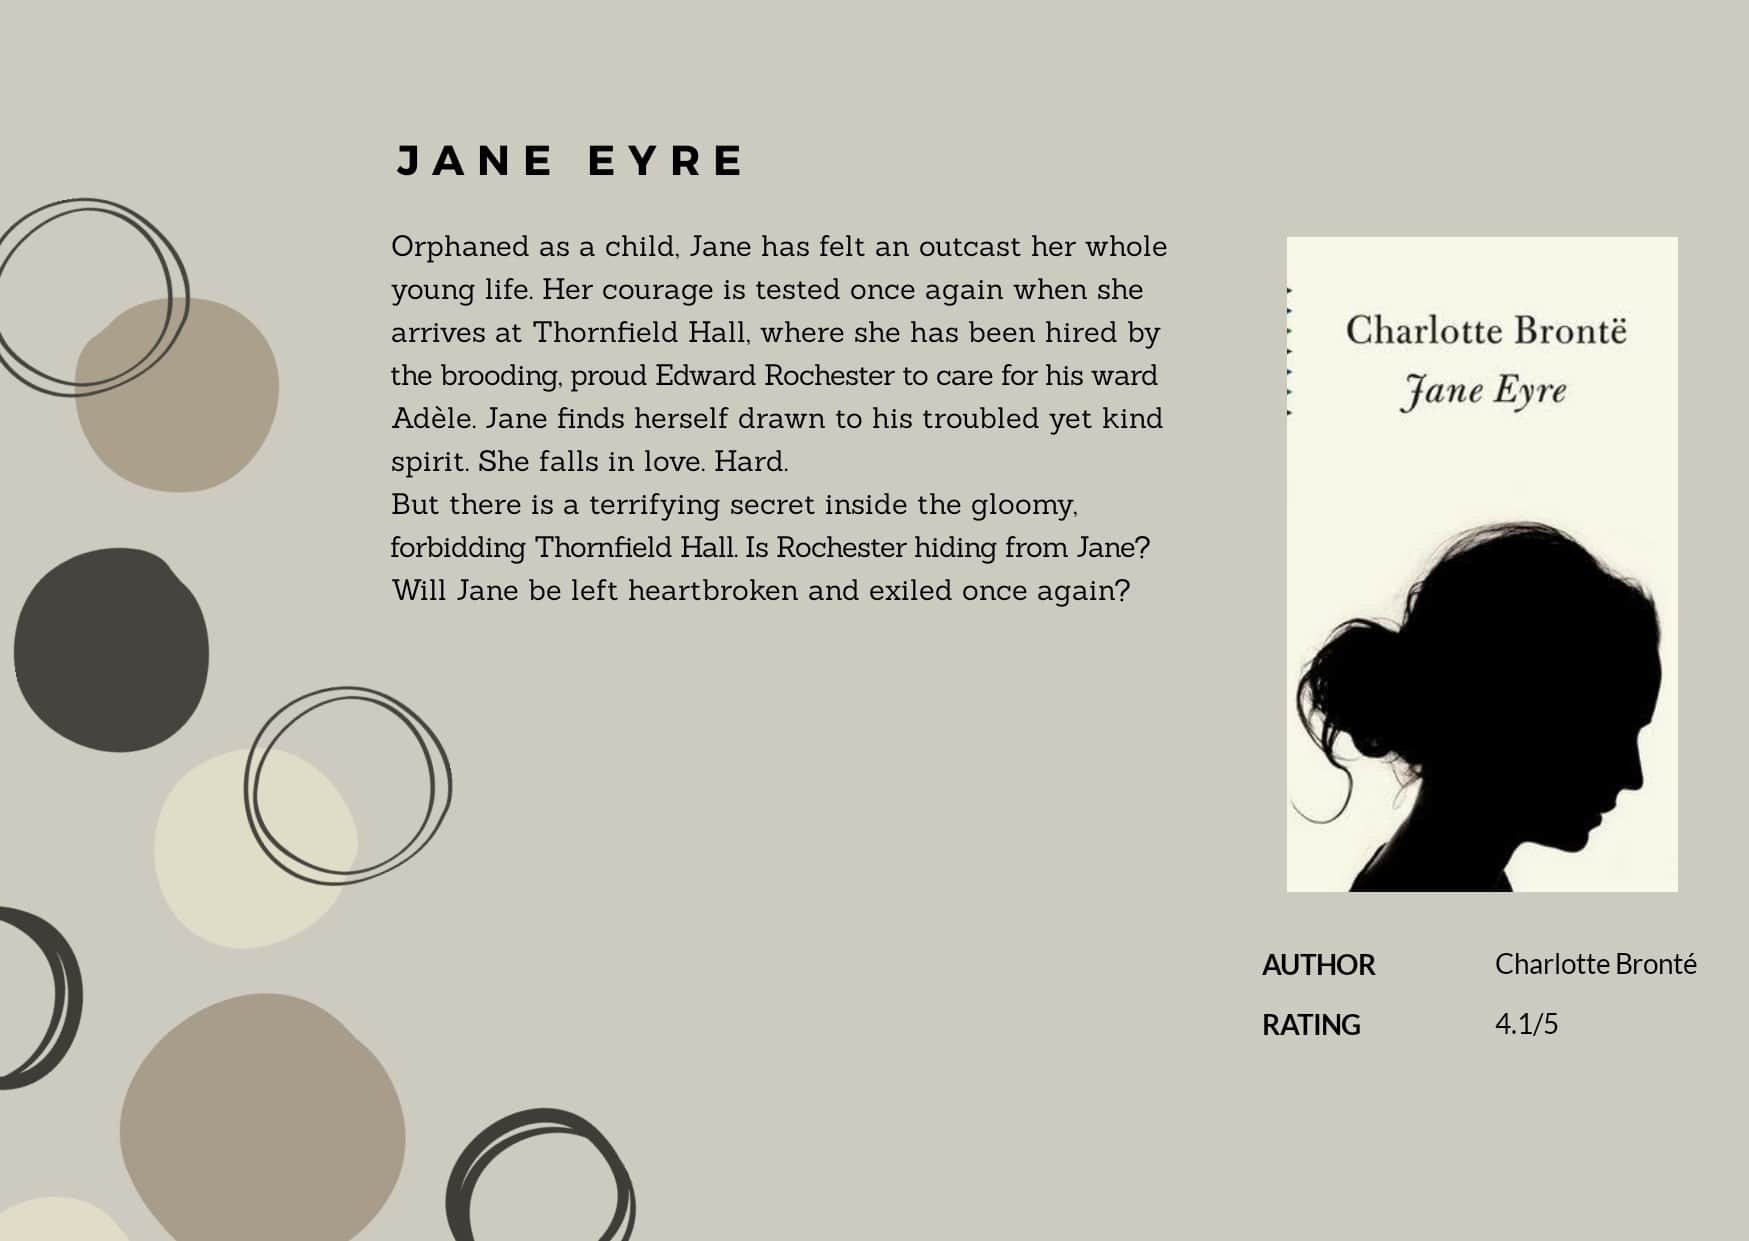 JANE EYRE
Orphaned as a child, Jane has felt an outcast her whole
young life. Her courage is tested once again when she
arrives at Thornfield Hall, where she has been hired by
the brooding, proud Edward Rochester to care for his ward
Adèle. Jane finds herself drawn to his troubled yet kind
spirit. She falls in love. Hard.
But there is a terrifying secret inside the gloomy,
forbidding Thornfield Hall. Is Rochester hiding from Jane?
Will Jane be left heartbroken and exiled once again?
Charlotte Brontë
Jane Eyre
AUTHOR Charlotte Bronté
RATING 4.1/5